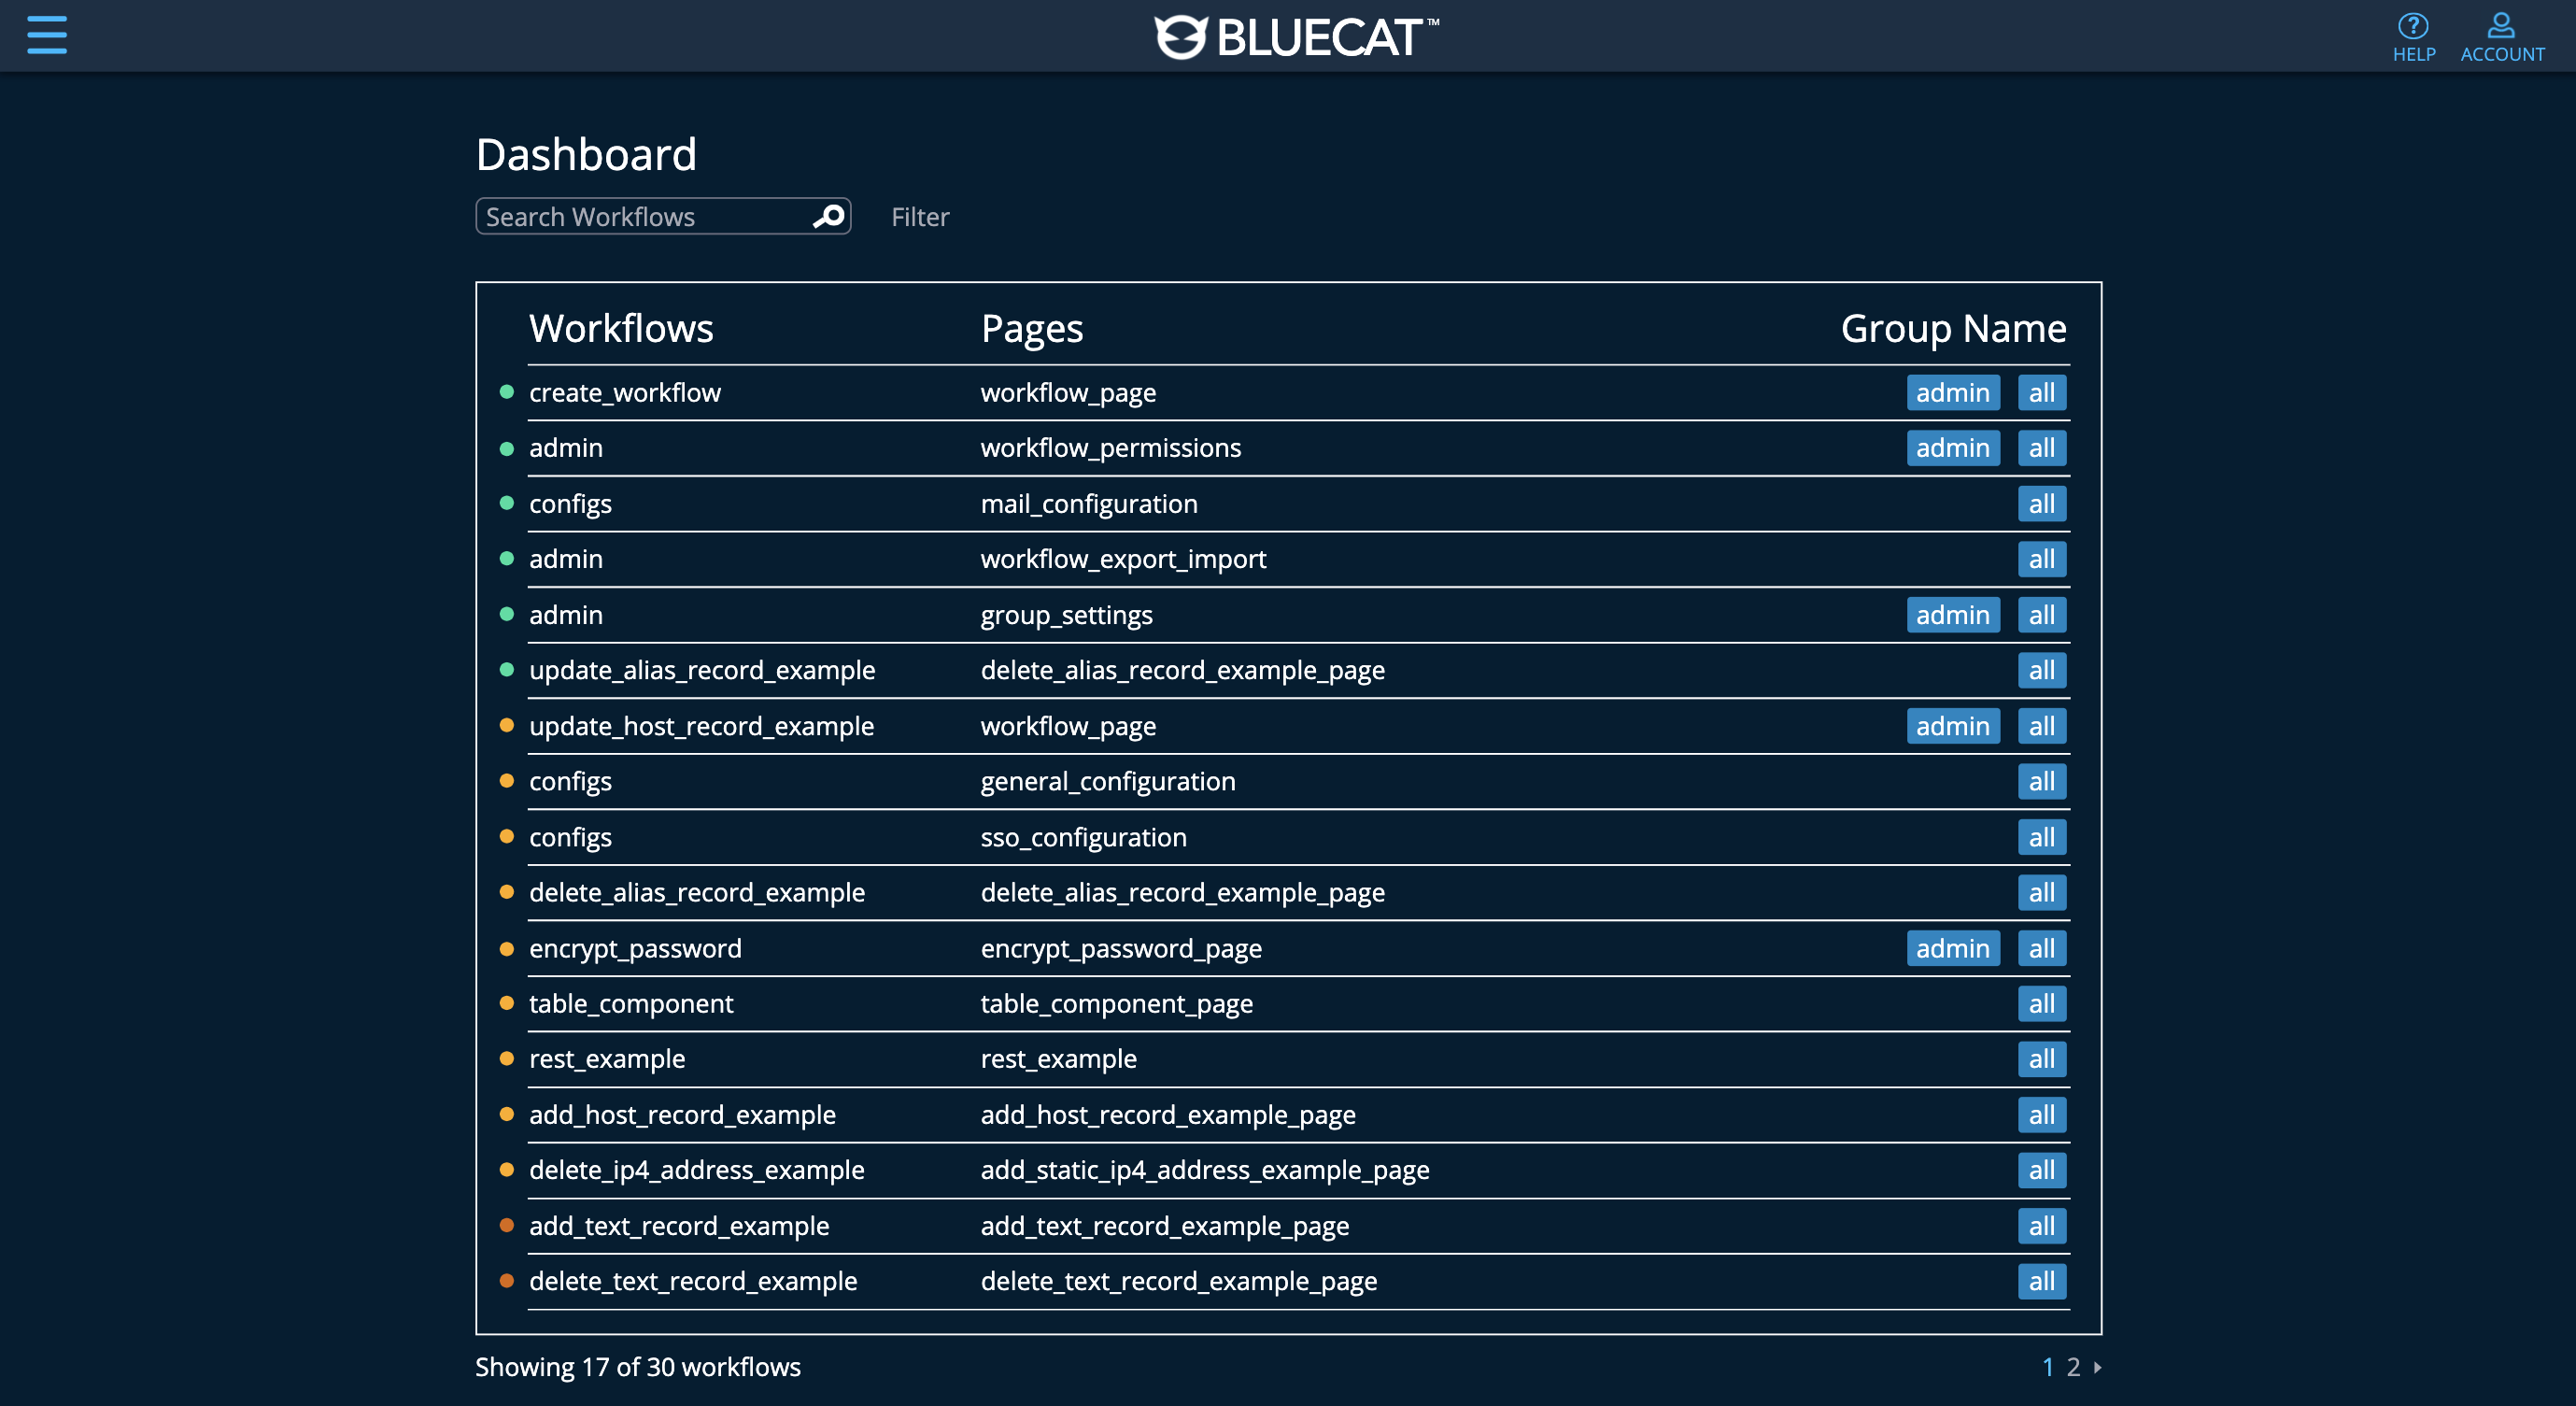 BLUECAT™
? HELP ACCOUNT
Dashboard
Search Workflows Filter
Workflows Pages Group Name
create_workflow workflow_page admin all
admin workflow_permissions admin all
configs mail_configuration all
admin workflow_export_import all
admin group_settings admin all
update_alias_record_example delete_alias_record_example_page all
update_host_record_example workflow_page admin all
configs general_configuration all
configs sso_configuration all
delete_alias_record_example delete_alias_record_example_page all
encrypt_password encrypt_password_page admin all
table_component table_component_page all
rest_example rest_example all
add_host_record_example add_host_record_example_page all
delete_ip4_address_example add_static_ip4_address_example_page all
add_text_record_example add_text_record_example_page all
delete_text_record_example delete_text_record_example_page all
Showing 17 of 30 workflows 1 2